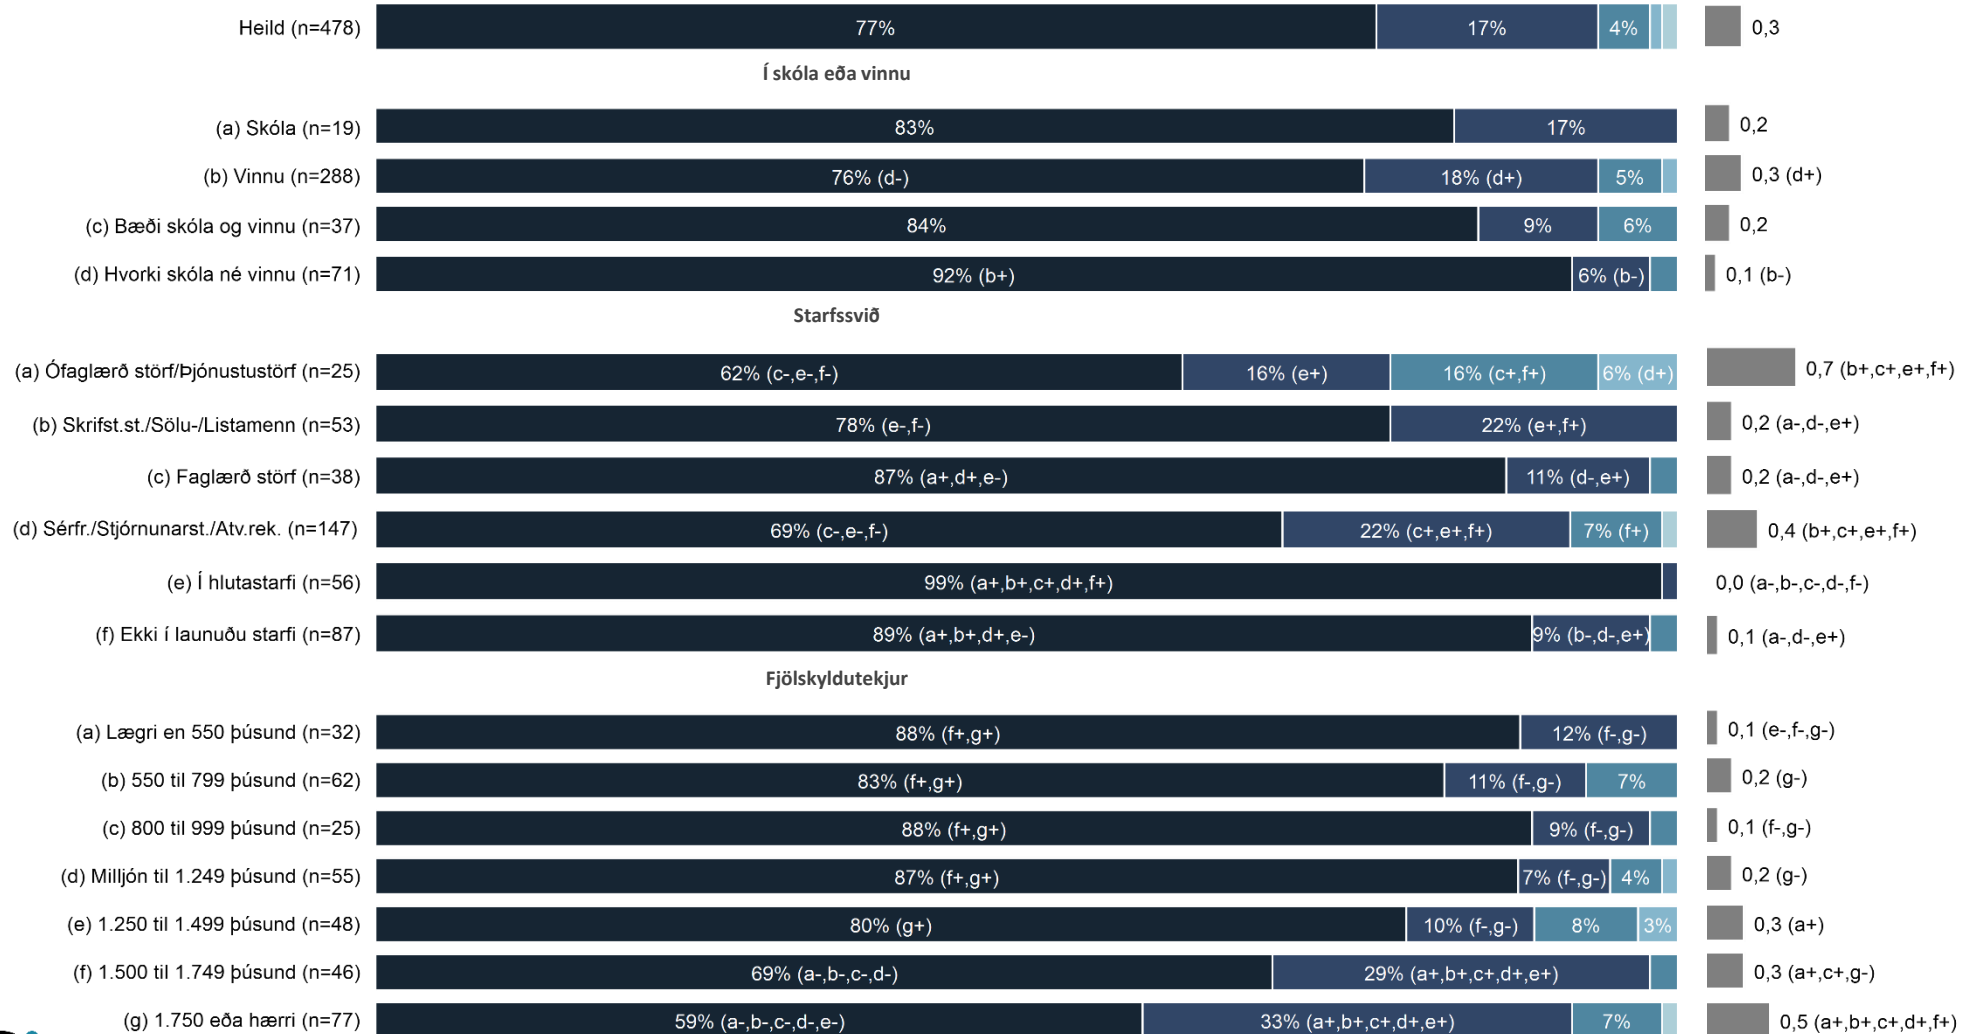 Heild (n=478) 77% 17% 4% 0,3
Í skóla eða vinnu
(a) Skóla (n=19) 83% 17% 0,2
(b) Vinnu (n=288) 76% (d-) 18% (d+) 5% 0,3 (d+)
(c) Bæði skóla og vinnu (n=37) 84% 9% 6% 0,2
(d) Hvorki skóla né vinnu (n=71) 92% (b+) 6% (b-) 0,1 (b-)
Starfssvið
(a) Ófaglærð störf/Þjónustustörf (n=25) 62% (c-,e-,f-) 16% (e+) 16% (c+,f+) 6% (d+) 0,7 (b+,c+,e+,f+)
(b) Skrifst.st./Sölu-/Listamenn (n=53) 78% (e-,f-) 22% (e+,f+) 0,2 (a-,d-,e+)
(c) Faglærð störf (n=38) 87% (a+,d+,e-) 11% (d-,e+) 0,2 (a-,d-,e+)
(d) Sérfr./Stjórnunarst./Atv.rek. (n=147) 69% (c-,e-,f-) 22% (c+,e+,f+) 7% (f+) 0,4 (b+,c+,e+,f+)
(e) Í hlutastarfi (n=56) 99% (a+,b+,c+,d+,f+) 0,0 (a-,b-,c-,d-,f-)
(f) Ekki í launuðu starfi (n=87) 89% (a+,b+,d+,e-) 9% (b-,d-,e+) 0,1 (a-,d-,e+)
Fjölskyldutekjur
(a) Lægri en 550 þúsund (n=32) 88% (f+,g+) 12% (f-,g-) 0,1 (e-,f-,g-)
(b) 550 til 799 þúsund (n=62) 83% (f+,g+) 11% (f-,g-) 7% 0,2 (g-)
(c) 800 til 999 þúsund (n=25) 88% (f+,g+) 9% (f-,g-) 0,1 (f-,g-)
(d) Milljón til 1.249 þúsund (n=55) 87% (f+,g+) 7% (f-,g-) 4% 0,2 (g-)
(e) 1.250 til 1.499 þúsund (n=48) 80% (g+) 10% (f-,g-) 8% 3% 0,3 (a+)
(f) 1.500 til 1.749 þúsund (n=46) 69% (a-,b-,c-,d-) 29% (a+,b+,c+,d+,e+) 0,3 (a+,c+,g-)
(g) 1.750 eða hærri (n=77) 59% (a-,b-,c-,d-,e-) 33% (a+,b+,c+,d+,e+) 7% 0,5 (a+,b+,c+,d+,f+)